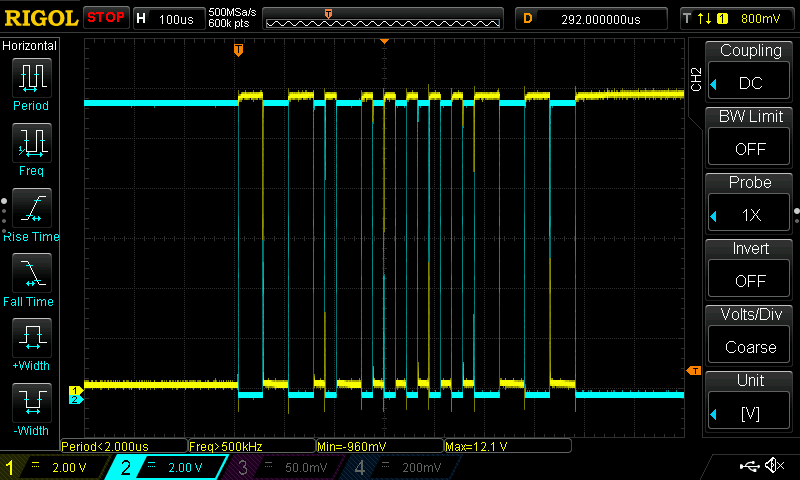 RIGOL STOP H 100us 500MSa/s 600k pts T D 292.000000us T 1 800mV
Horizontal
Period
Freq
Rise Time
Fall Time
+Width
-Width
T
1
2
T
CH2
Coupling
DC
BW Limit
OFF
Probe
1X
Invert
OFF
Volts/Div
Coarse
Unit
[V]
Period<2.000us Freq>500kHz Min=-960mV Max=12.1 V
1 2.00 V 2 2.00 V 3 50.0mV 4 200mV